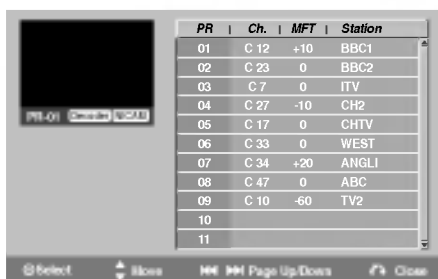 PR | Ch. | MFT | Station
01 C 12 +10 BBC1
02 C 23 0 BBC2
03 C 7 0 ITV
04 C 27 -10 CH2
05 C 17 0 CHTV
06 C 33 0 WEST
07 C 34 +20 ANGLI
08 C 47 0 ABC
09 C 10 -60 TV2
10
11
PR-01 Decoder NICAM
Select Move Page Up/Down Close